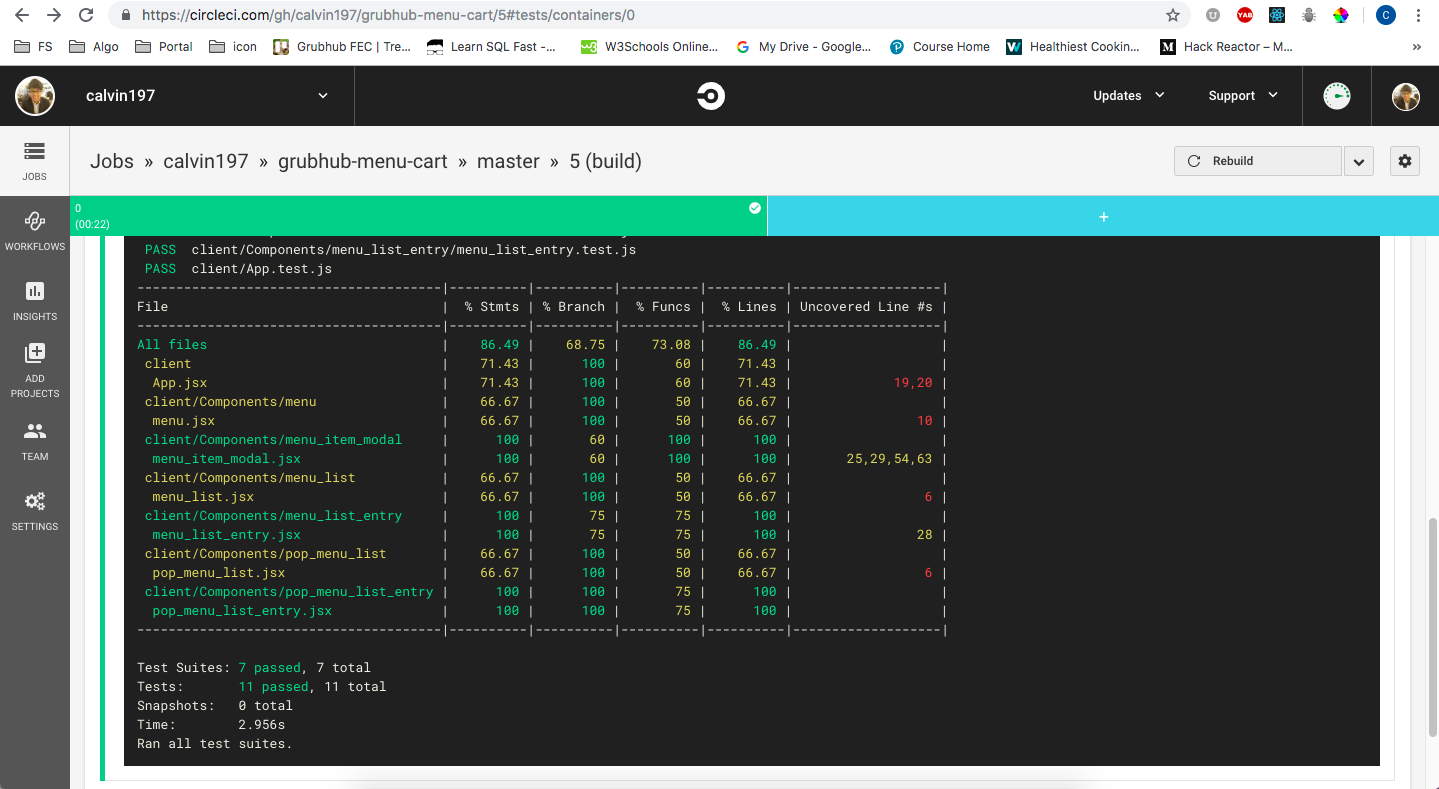 https://circleci.com/gh/calvin197/grubhub-menu-cart/5#tests/containers/0
FS Algo Portal icon Grubhub FEC | Tre... Learn SQL Fast -... W3Schools Online... My Drive - Google... Course Home Healthiest Cookin... Hack Reactor – M... »
calvin197 Updates Support
Jobs » calvin197 » grubhub-menu-cart » master » 5 (build) Rebuild
JOBS
WORKFLOWS
INSIGHTS
ADD
PROJECTS
TEAM
SETTINGS
0
(00:22)
+
PASS client/Components/menu_list_entry/menu_list_entry.test.js
PASS client/App.test.js
---------------------------------------|----------|----------|----------|----------|-------------------|
File | % Stmts | % Branch | % Funcs | % Lines | Uncovered Line #s |
---------------------------------------|----------|----------|----------|----------|-------------------|
All files | 86.49 | 68.75 | 73.08 | 86.49 | |
client | 71.43 | 100 | 60 | 71.43 | |
App.jsx | 71.43 | 100 | 60 | 71.43 | 19,20 |
client/Components/menu | 66.67 | 100 | 50 | 66.67 | |
menu.jsx | 66.67 | 100 | 50 | 66.67 | 10 |
client/Components/menu_item_modal | 100 | 60 | 100 | 100 | |
menu_item_modal.jsx | 100 | 60 | 100 | 100 | 25,29,54,63 |
client/Components/menu_list | 66.67 | 100 | 50 | 66.67 | |
menu_list.jsx | 66.67 | 100 | 50 | 66.67 | 6 |
client/Components/menu_list_entry | 100 | 75 | 75 | 100 | |
menu_list_entry.jsx | 100 | 75 | 75 | 100 | 28 |
client/Components/pop_menu_list | 66.67 | 100 | 50 | 66.67 | |
pop_menu_list.jsx | 66.67 | 100 | 50 | 66.67 | 6 |
client/Components/pop_menu_list_entry | 100 | 100 | 75 | 100 | |
pop_menu_list_entry.jsx | 100 | 100 | 75 | 100 | |
---------------------------------------|----------|----------|----------|----------|-------------------|
Test Suites: 7 passed, 7 total
Tests: 11 passed, 11 total
Snapshots: 0 total
Time: 2.956s
Ran all test suites.